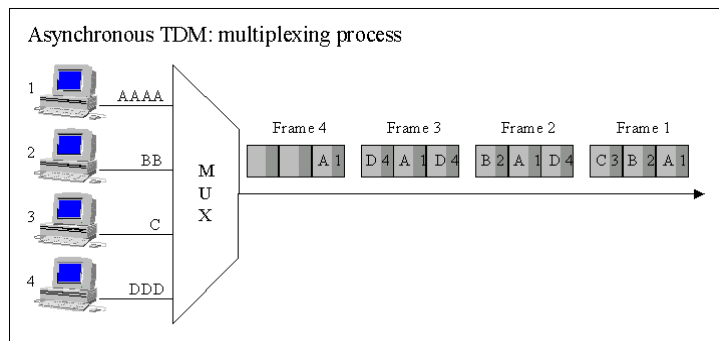 Asynchronous TDM: multiplexing process
1
AAAA
2
BB
3
C
4
DDD
M
U
X
Frame 4 Frame 3 Frame 2 Frame 1
A 1 D 4 A 1 D 4 B 2 A 1 D 4 C 3 B 2 A 1